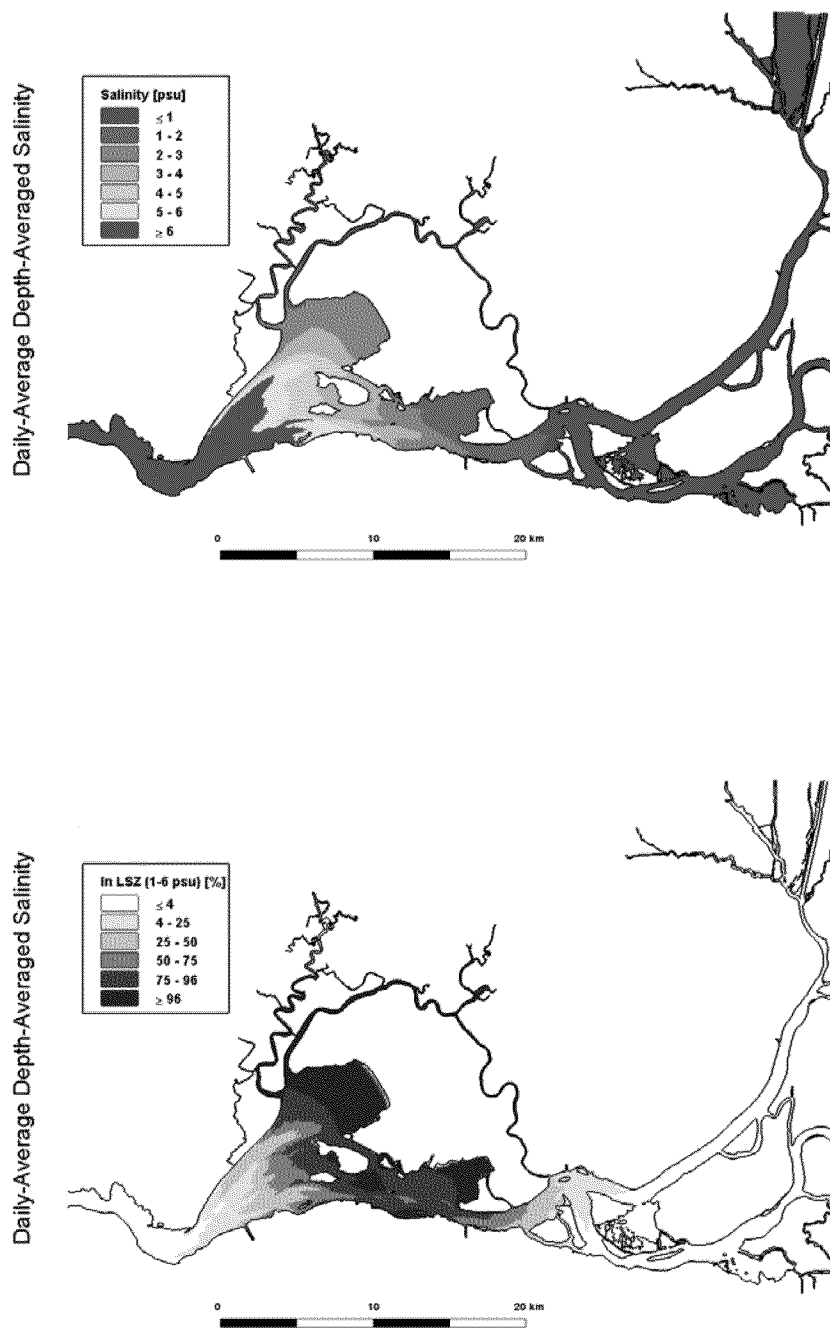 Daily-Average Depth-Averaged Salinity
Salinity [psu]
≤ 1
1 - 2
2 - 3
3 - 4
4 - 5
5 - 6
≥ 6
0 10 20 km
Daily-Average Depth-Averaged Salinity
In LSZ (1-6 psu) [%]
≤ 4
4 - 25
25 - 50
50 - 75
75 - 96
≥ 96
0 10 20 km